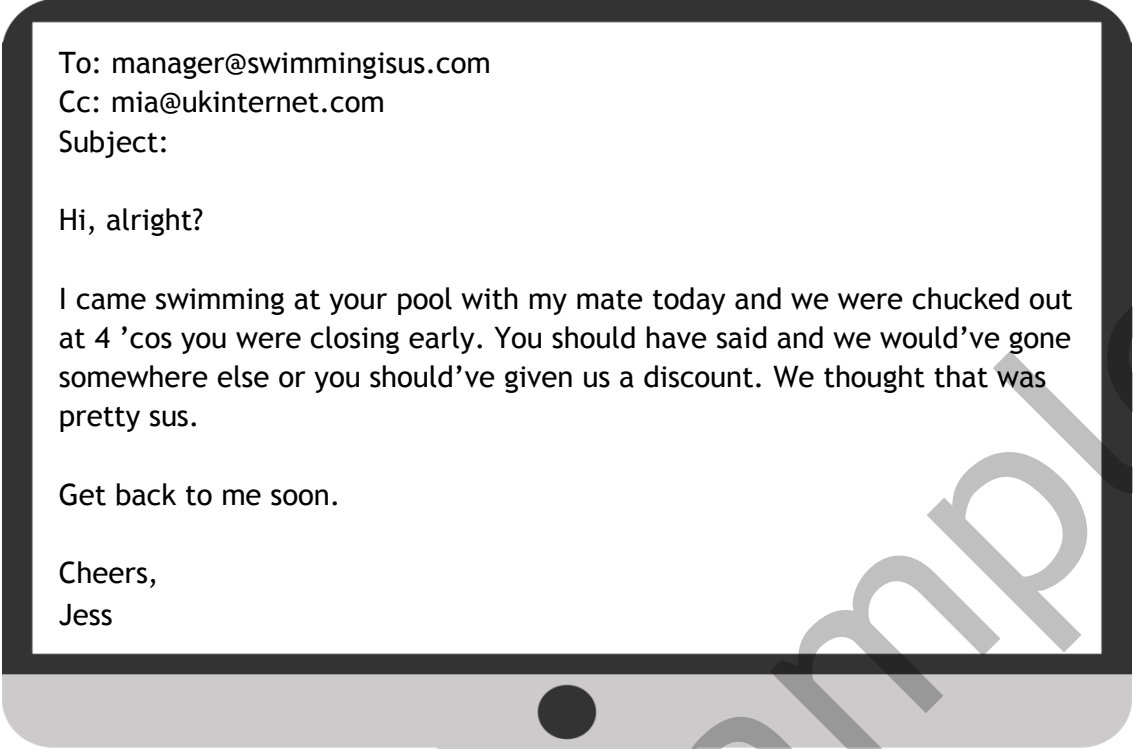 To: manager@swimmingisus.com
Cc: mia@ukinternet.com
Subject:
Hi, alright?
I came swimming at your pool with my mate today and we were chucked out
at 4 ’cos you were closing early. You should have said and we would’ve gone
somewhere else or you should’ve given us a discount. We thought that was
pretty sus.
Get back to me soon.
Cheers,
Jess